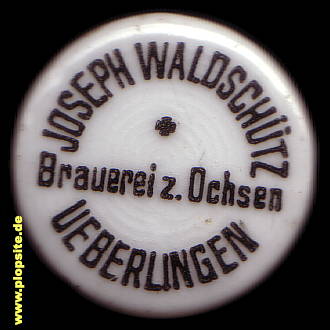 JOSEPH WALDSCHÜTZ
Brauerei z. Ochsen
UEBERLINGEN
www.plopsite.de